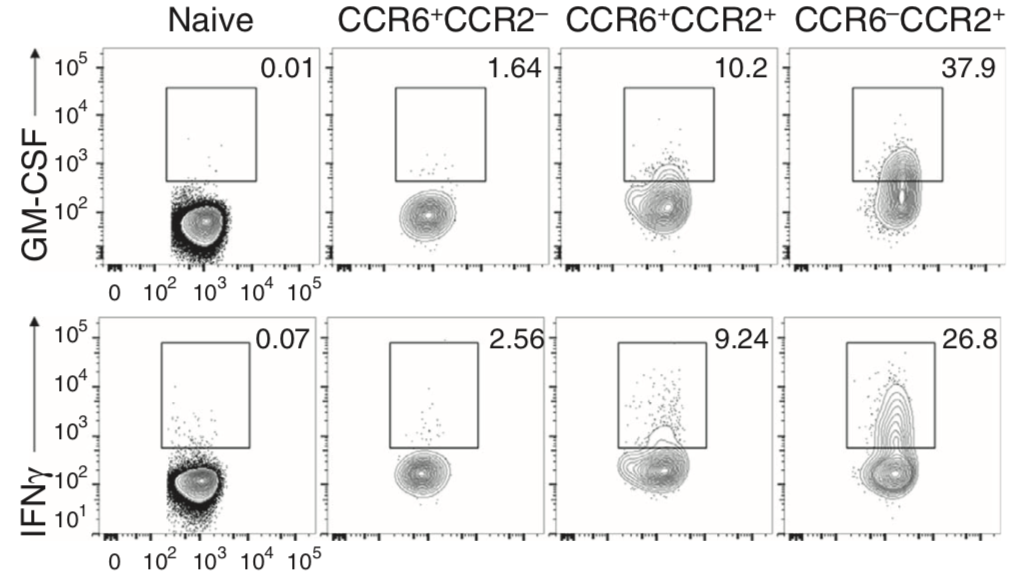 Naive CCR6⁺CCR2⁻ CCR6⁺CCR2⁺ CCR6⁻CCR2⁺
GM-CSF
10⁵ 0.01 1.64 10.2 37.9
10⁴
10³
10²
0 10² 10³ 10⁴ 10⁵
IFNγ
10⁵ 0.07 2.56 9.24 26.8
10⁴
10³
10²
10¹
0 10² 10³ 10⁴ 10⁵